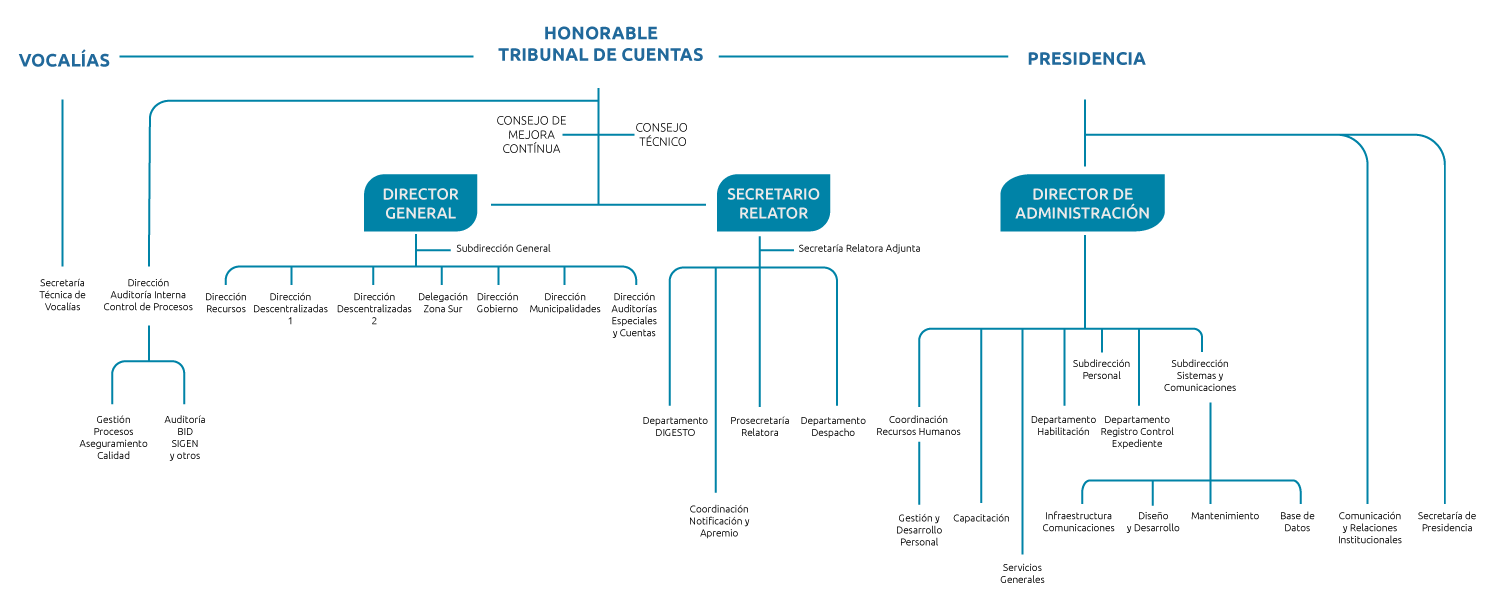 HONORABLE
TRIBUNAL DE CUENTAS
VOCALÍAS
PRESIDENCIA
CONSEJO DE
MEJORA
CONTÍNUA
CONSEJO
TÉCNICO
DIRECTOR
GENERAL
SECRETARIO
RELATOR
DIRECTOR DE
ADMINISTRACIÓN
Subdirección General
Secretaría Relatora Adjunta
Secretaría
Técnica de
Vocalías
Dirección
Auditoría Interna
Control de Procesos
Dirección
Recursos
Dirección
Descentralizadas
1
Dirección
Descentralizadas
2
Delegación
Zona Sur
Dirección
Gobierno
Dirección
Municipalidades
Dirección
Auditorías
Especiales
y Cuentas
Subdirección
Personal
Subdirección
Sistemas y
Comunicaciones
Gestión
Procesos
Aseguramiento
Calidad
Auditoría
BID
SIGEN
y otros
Departamento
DIGESTO
Prosecretaría
Relatora
Departamento
Despacho
Coordinación
Recursos Humanos
Departamento
Habilitación
Departamento
Registro Control
Expediente
Coordinación
Notificación y
Apremio
Gestión y
Desarrollo
Personal
Capacitación
Infraestructura
Comunicaciones
Diseño
y Desarrollo
Mantenimiento
Base de
Datos
Comunicación
y Relaciones
Institucionales
Secretaría de
Presidencia
Servicios
Generales